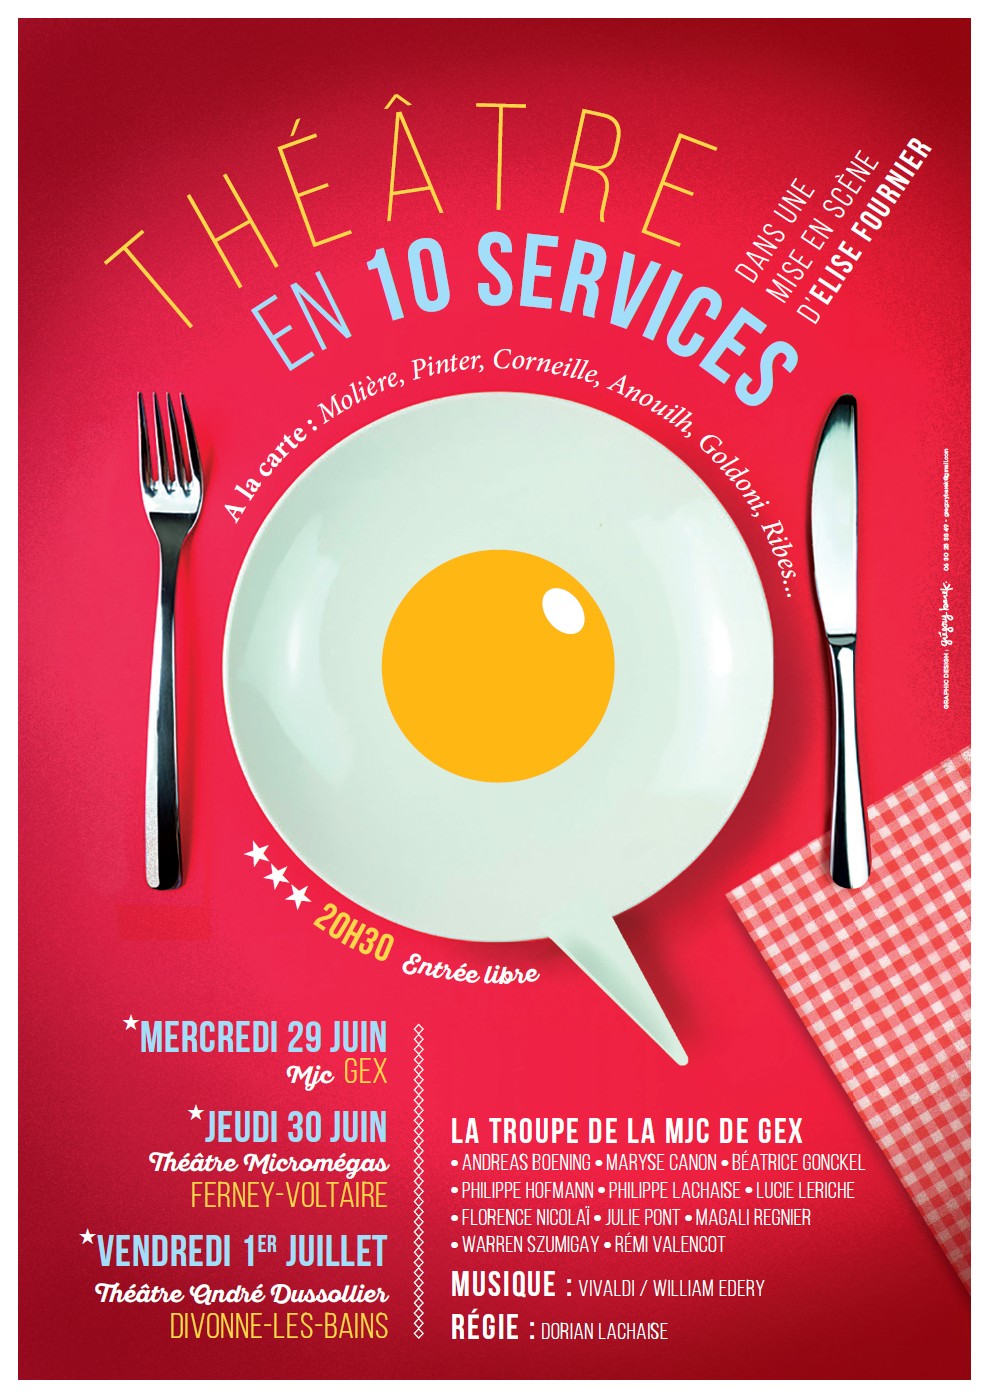 THÉÂTRE
EN 10 SERVICES
DANS UNE
MISE EN SCÈNE
D'ELISE FOURNIER
A la carte : Molière, Pinter, Corneille, Anouilh, Goldoni, Ribes...
20H30 Entrée libre
MERCREDI 29 JUIN
Mjc GEX
JEUDI 30 JUIN
Théâtre Micromégas
FERNEY-VOLTAIRE
VENDREDI 1ER JUILLET
Théâtre André Dussollier
DIVONNE-LES-BAINS
LA TROUPE DE LA MJC DE GEX
• ANDREAS BOENING • MARYSE CANON • BÉATRICE GONCKEL
• PHILIPPE HOFMANN • PHILIPPE LACHAISE • LUCIE LERICHE
• FLORENCE NICOLAÏ • JULIE PONT • MAGALI REGNIER
• WARREN SZUMIGAY • RÉMI VALENCOT
MUSIQUE : VIVALDI / WILLIAM EDERY
RÉGIE : DORIAN LACHAISE
GRAPHIC DESIGN :